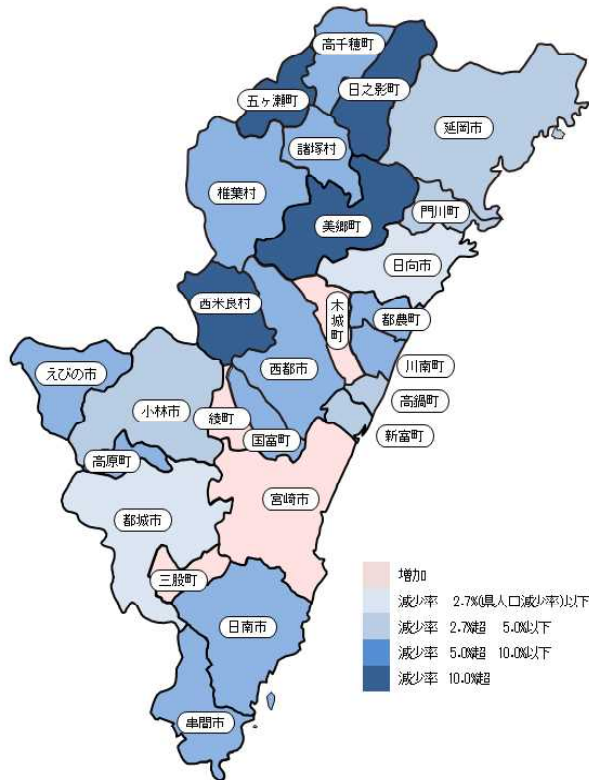 高千穂町
五ヶ瀬町
日之影町
延岡市
諸塚村
椎葉村
門川町
美郷町
日向市
西米良村
木城町
都農町
えびの市
西都市
川南町
小林市
綾町
高鍋町
国富町
新富町
高原町
宮崎市
都城市
三股町
日南市
串間市
増加
減少率 2.7%(県人口減少率)以下
減少率 2.7%超 5.0%以下
減少率 5.0%超 10.0%以下
減少率 10.0%超